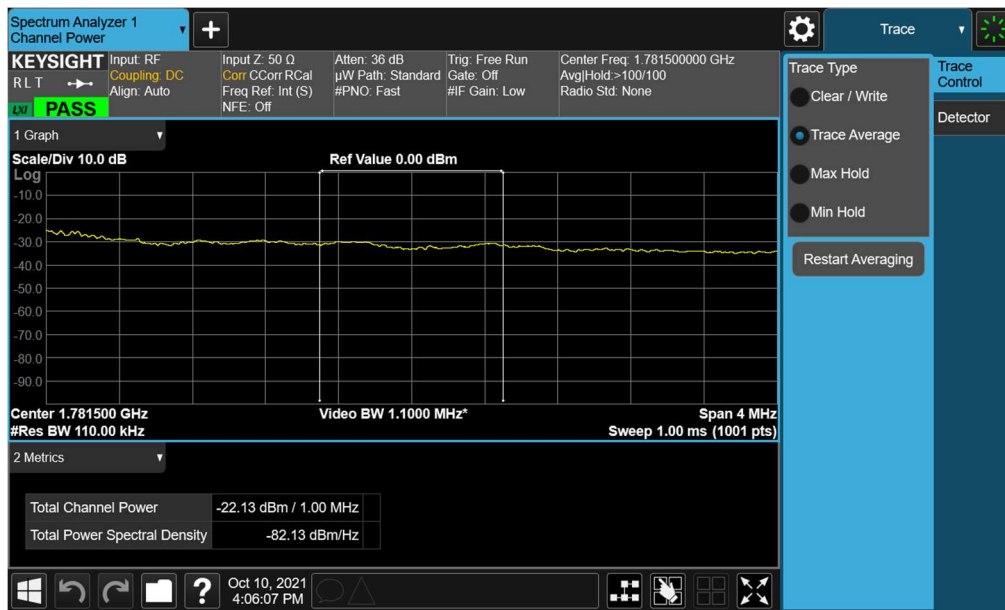 Spectrum Analyzer 1
Channel Power
+
Trace
KEYSIGHT
R L T
LXI
PASS
Input: RF
Coupling: DC
Align: Auto
Input Z: 50 Ω
Corr CCorr RCal
Freq Ref: Int (S)
NFE: Off
Atten: 36 dB
µW Path: Standard
#PNO: Fast
Trig: Free Run
Gate: Off
#IF Gain: Low
Center Freq: 1.781500000 GHz
Avg|Hold:>100/100
Radio Std: None
Trace Type
Clear / Write
Trace Average
Max Hold
Min Hold
Restart Averaging
Trace
Control
Detector
1 Graph
Scale/Div 10.0 dB
Ref Value 0.00 dBm
Log
-10.0
-20.0
-30.0
-40.0
-50.0
-60.0
-70.0
-80.0
-90.0
Center 1.781500 GHz
Video BW 1.1000 MHz*
Span 4 MHz
#Res BW 110.00 kHz
Sweep 1.00 ms (1001 pts)
2 Metrics
Total Channel Power -22.13 dBm / 1.00 MHz
Total Power Spectral Density -82.13 dBm/Hz
?
Oct 10, 2021
4:06:07 PM